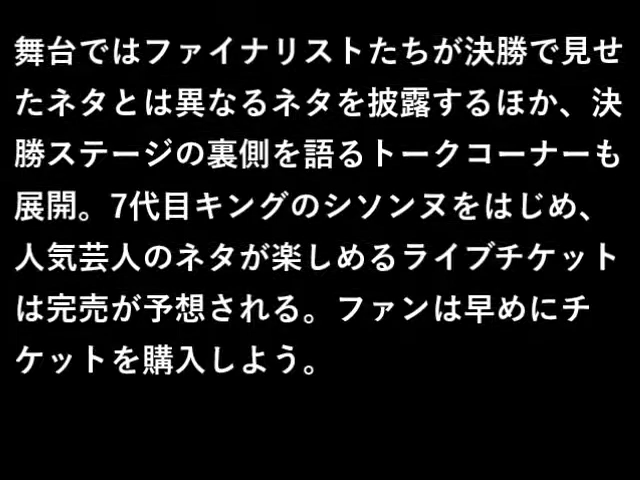 舞台ではファイナリストたちが決勝で見せ
たネタとは異なるネタを披露するほか、決
勝ステージの裏側を語るトークコーナーも
展開。7代目キングのシソンヌをはじめ、
人気芸人のネタが楽しめるライブチケット
は完売が予想される。ファンは早めにチ
ケットを購入しよう。